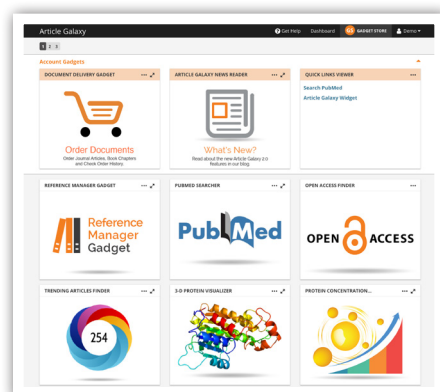 Article Galaxy
Get Help Dashboard GS GADGET STORE Demo
1 2 3
Account Gadgets
DOCUMENT DELIVERY GADGET
ARTICLE GALAXY NEWS READER
QUICK LINKS VIEWER
Order Documents
Order Journal Articles, Book Chapters
and Check Order History.
What's New?
Read about the new Article Galaxy 2.0
features in our blog
Search PubMed
Article Galaxy Widget
REFERENCE MANAGER GADGET
PUBMED SEARCHER
OPEN ACCESS FINDER
Reference
Manager
Gadget
PubMed
OPEN ACCESS
TRENDING ARTICLES FINDER
3-D PROTEIN VISUALIZER
PROTEIN CONCENTRATION...
254